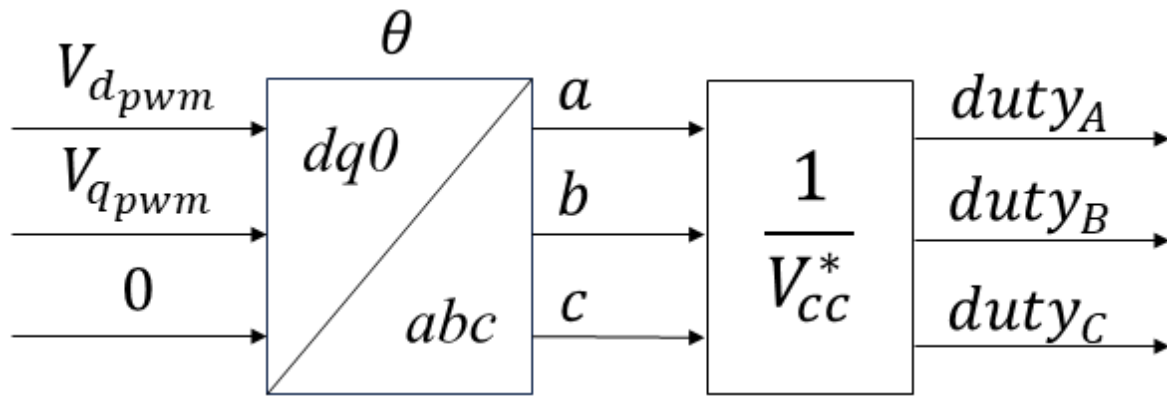 θ
V_{d_{pwm}}
V_{q_{pwm}}
0
dq0
abc
a
b
c
1
V_{cc}^{*}
duty_A
duty_B
duty_C